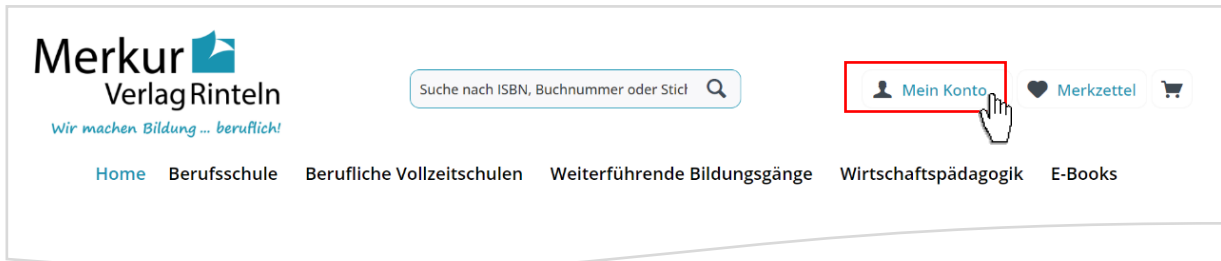 Merkur
Verlag Rinteln
Wir machen Bildung ... beruflich!
Suche nach ISBN, Buchnummer oder Stich
Mein Konto
Merkzettel
Home Berufsschule Berufliche Vollzeitschulen Weiterführende Bildungsgänge Wirtschaftspädagogik E-Books